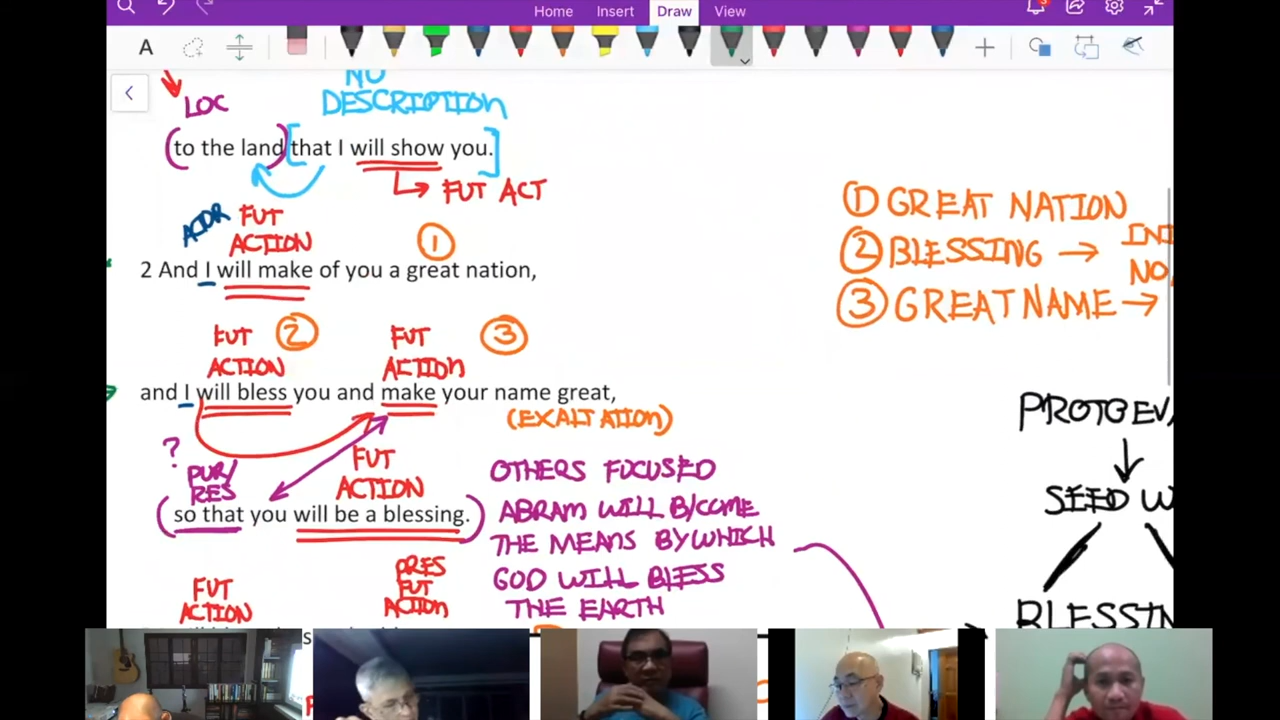 Home Insert Draw View
A
LOC
NO
DESCRIPTION
(to the land) [that I will show you.]
FUT ACT
ACTOR FUT
ACTION
1
2 And I will make of you a great nation,
FUT
ACTION
2
FUT
ACTION
3
and I will bless you and make your name great,
(EXALTATION)
?
PUR/
RES
FUT
ACTION
(so that you will be a blessing.)
OTHERS FOCUSED
ABRAM WILL B/COME
THE MEANS BY WHICH
GOD WILL BLESS
THE EARTH
FUT
ACTION
PRES
FUT
ACTION
1 GREAT NATION
2 BLESSING →
NO
3 GREAT NAME →
SEED